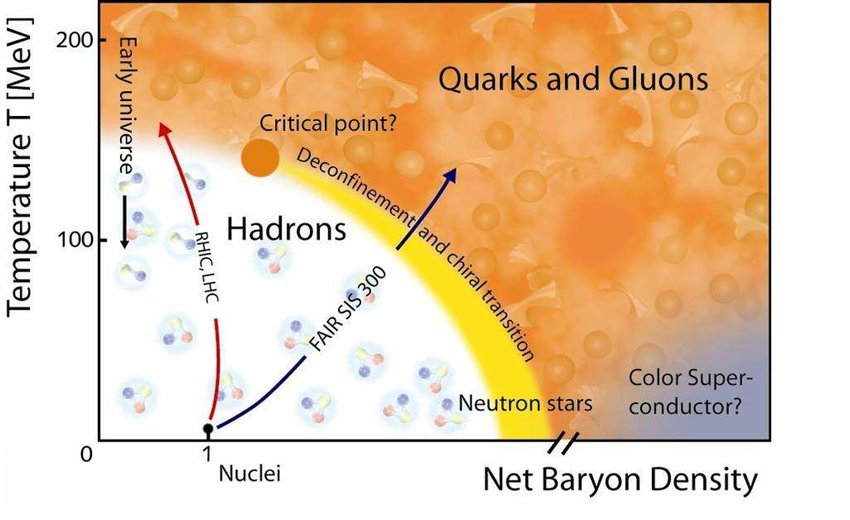 Temperature T [MeV]
200
100
0
Early universe
Quarks and Gluons
Critical point?
Deconfinement and chiral transition
Hadrons
RHIC, LHC
FAIR SIS 300
Color Super-
conductor?
Neutron stars
1
Nuclei
Net Baryon Density